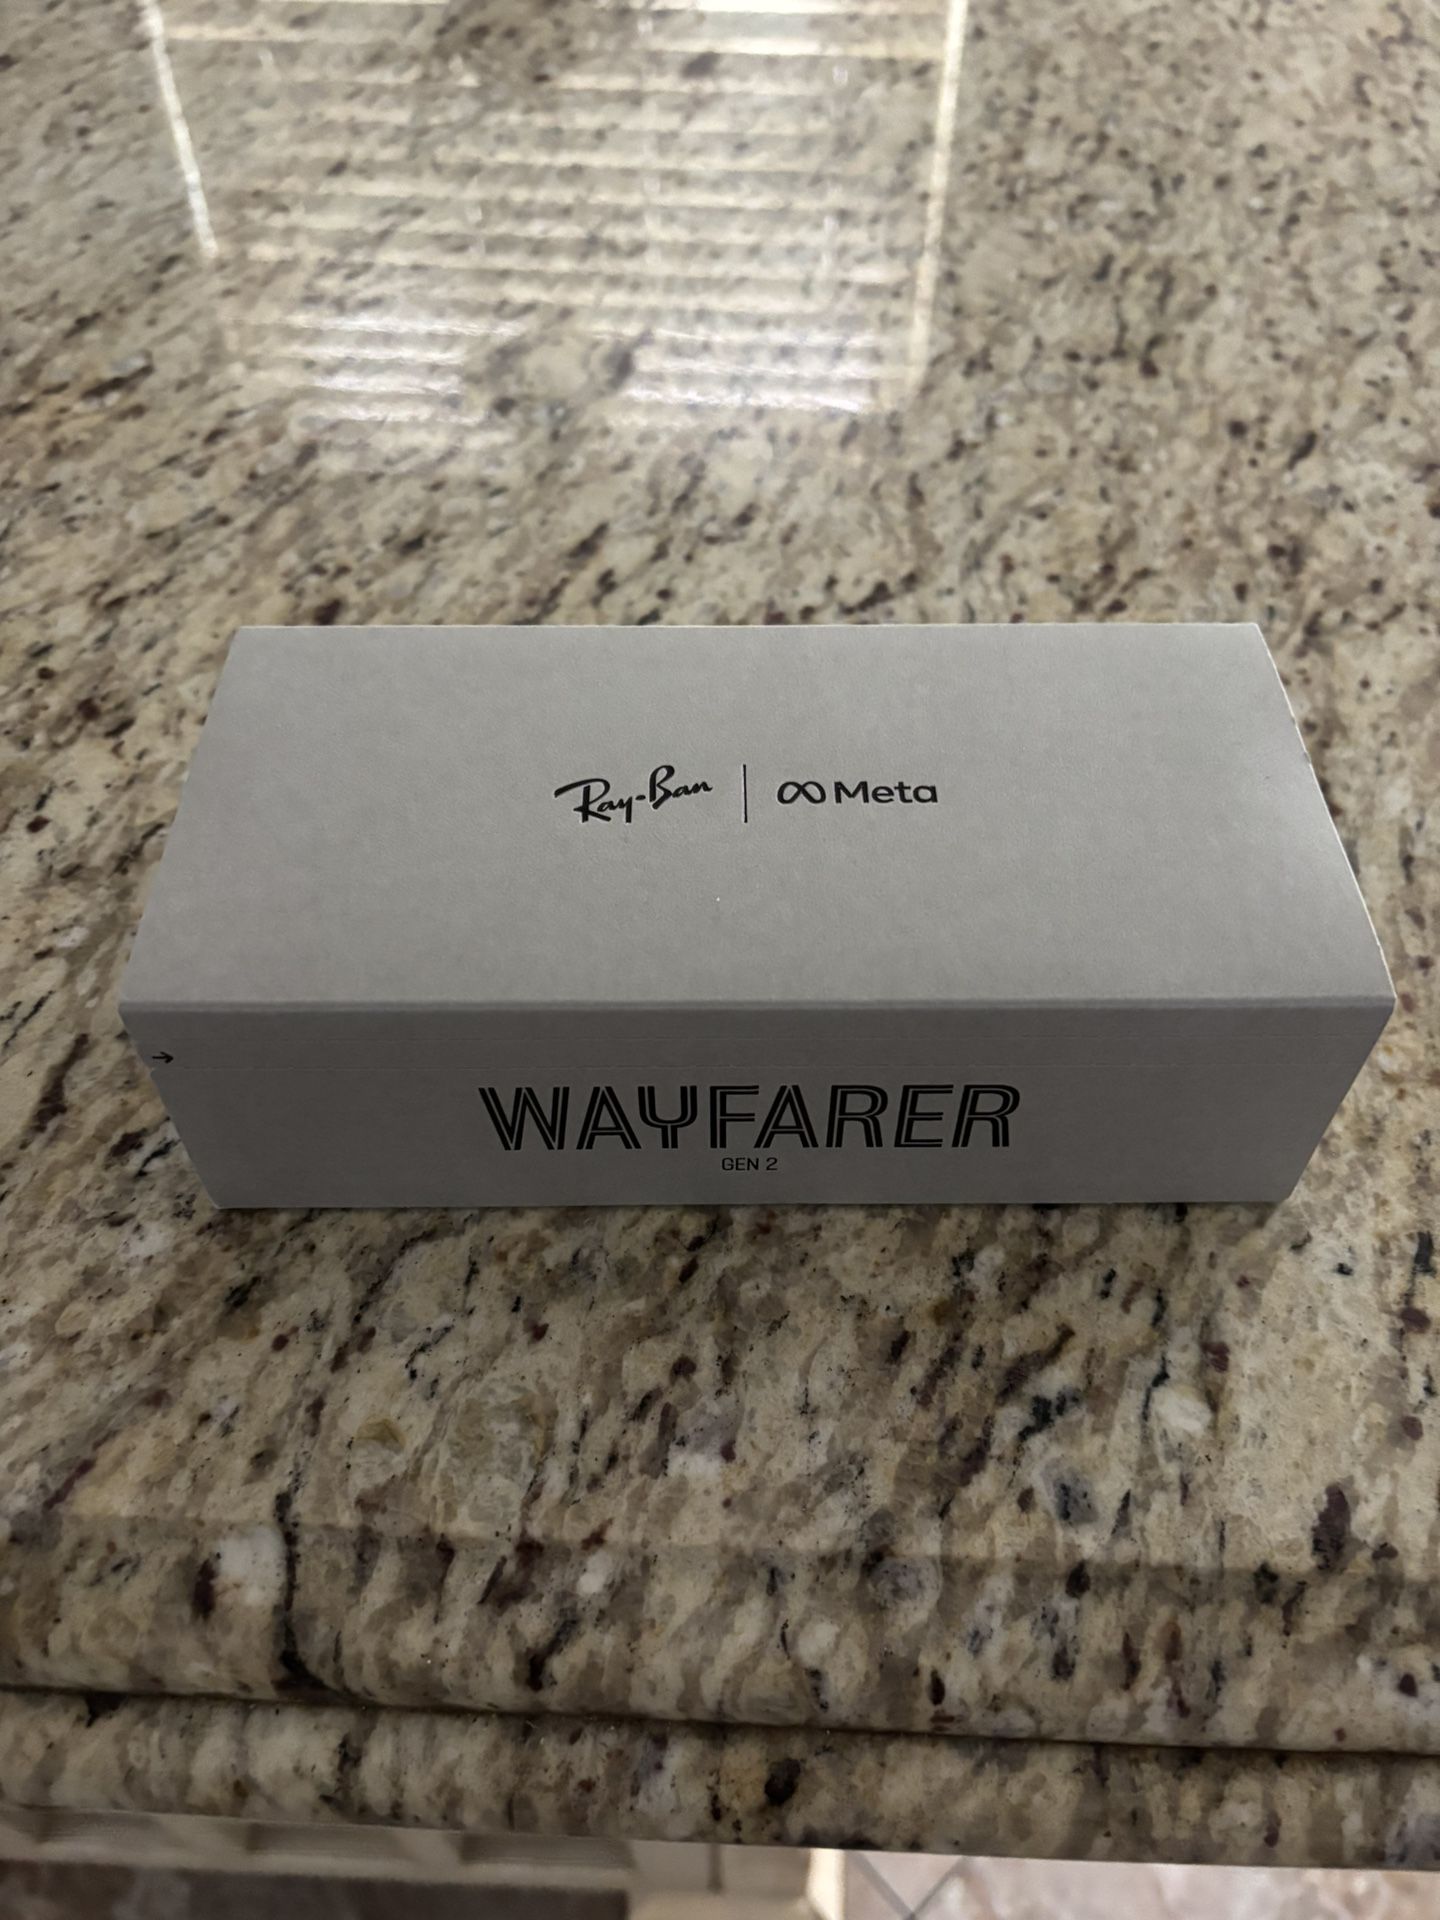 Ray-Ban | Meta
WAYFARER
GEN 2